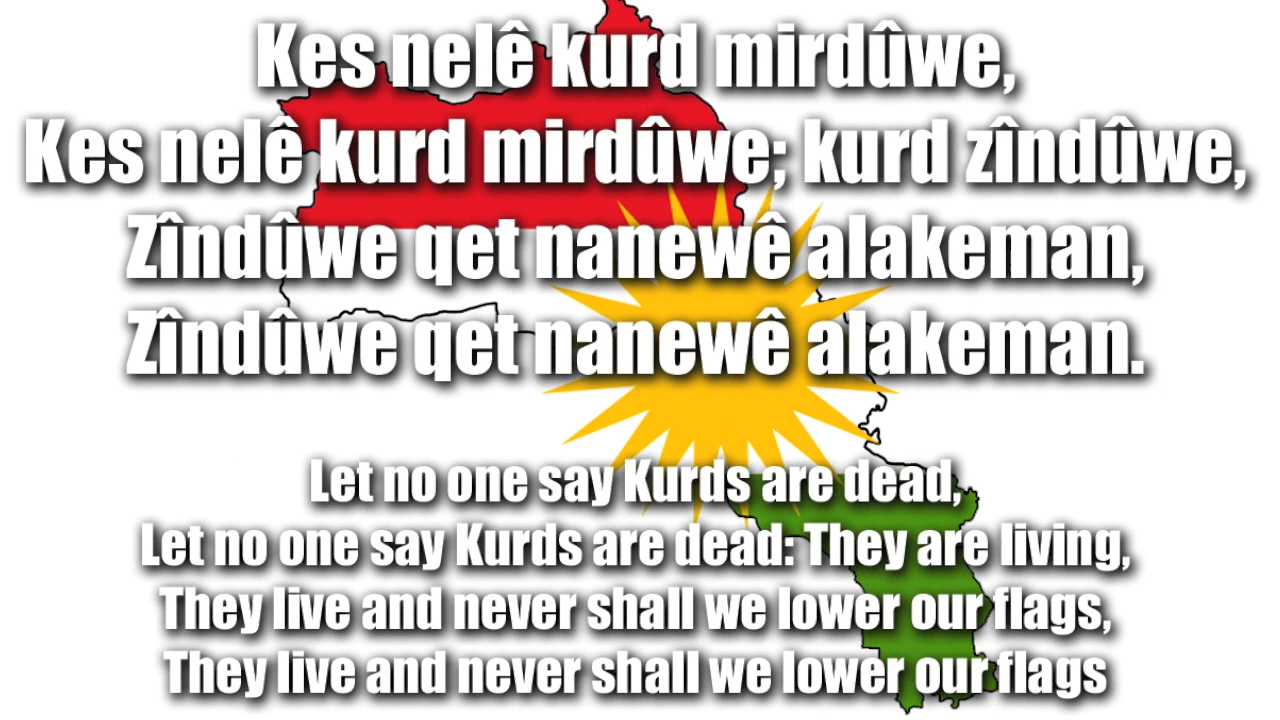 Kes nelê kurd mirdûwe,
Kes nelê kurd mirdûwe; kurd zîndûwe,
Zîndûwe qet nanewê alakeman,
Zîndûwe qet nanewê alakeman.
Let no one say Kurds are dead,
Let no one say Kurds are dead: They are living,
They live and never shall we lower our flags,
They live and never shall we lower our flags